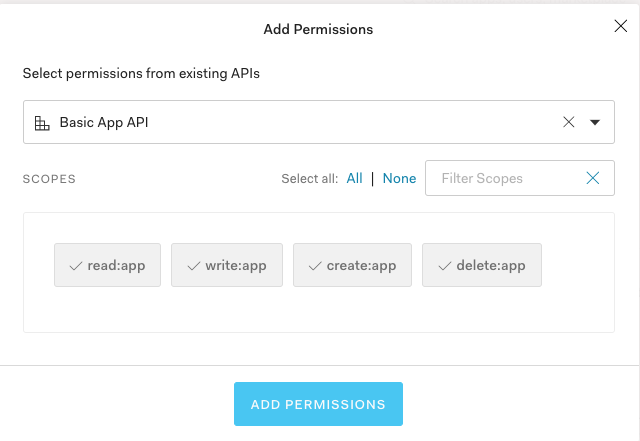 Add Permissions
Select permissions from existing APIs
Basic App API
SCOPES Select all: All | None Filter Scopes
read:app write:app create:app delete:app
ADD PERMISSIONS